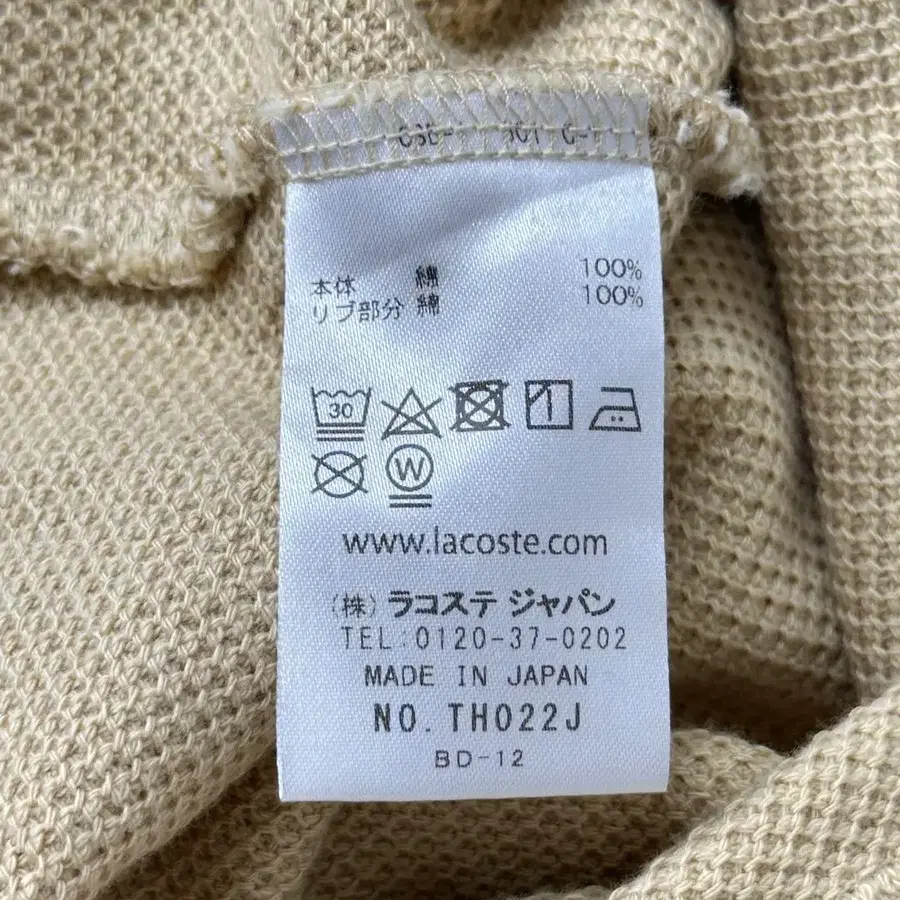 本体 綿 100%
リブ部分 綿 100%
30
W
www.lacoste.com
(株) ラコステ ジャパン
TEL:0120-37-0202
MADE IN JAPAN
NO. TH022J
BD-12